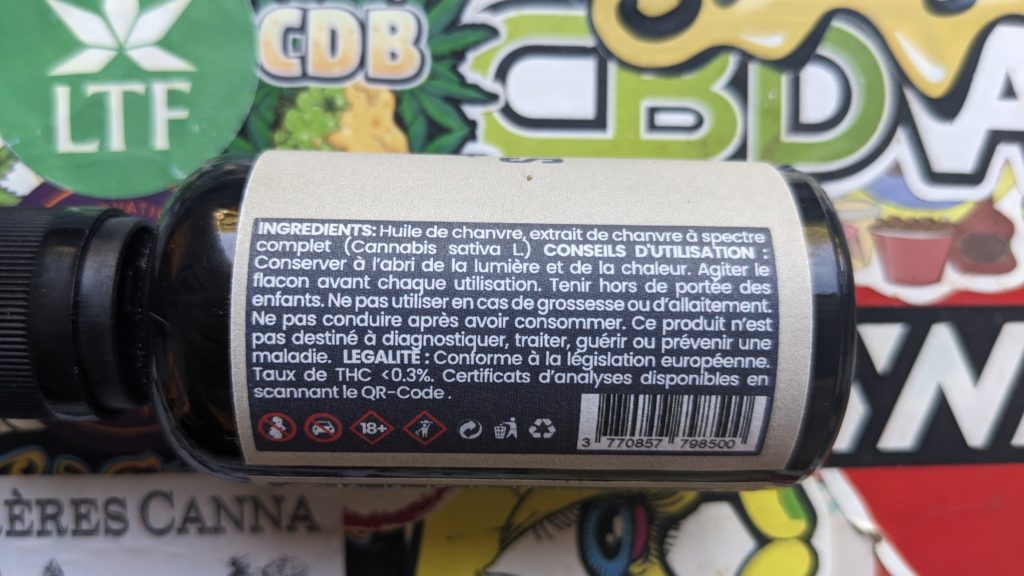 LTF
CDB
CBD
INGREDIENTS: Huile de chanvre, extrait de chanvre à spectre
complet (Cannabis sativa L) CONSEILS D'UTILISATION :
Conserver à l'abri de la lumière et de la chaleur. Agiter le
flacon avant chaque utilisation. Tenir hors de portée des
enfants. Ne pas utiliser en cas de grossesse ou d'allaitement.
Ne pas conduire après avoir consommer. Ce produit n'est
pas destiné à diagnostiquer, traiter, guérir ou prévenir une
maladie. LEGALITÉ : Conforme à la législation européenne.
Taux de THC <0.3%. Certificats d'analyses disponibles en
scannant le QR-Code .
18+
3 770857 798500
ÈRES CANNA